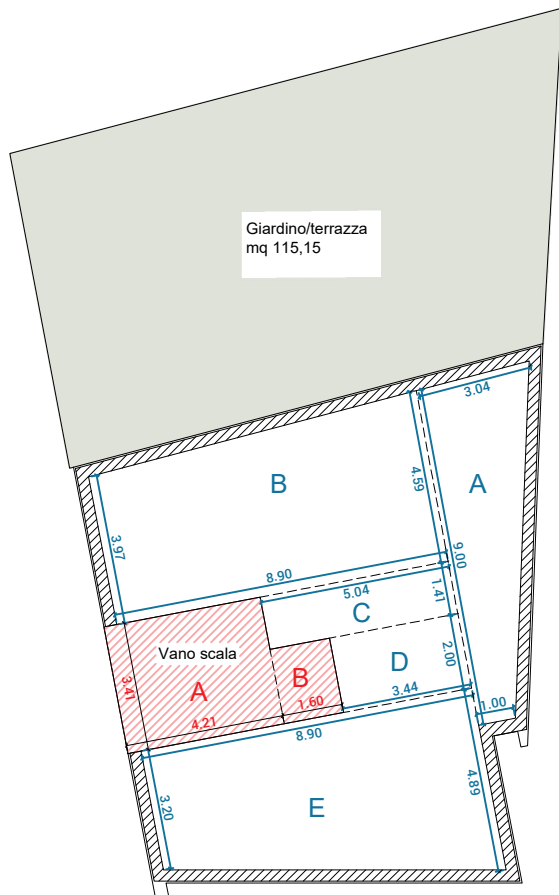 Giardino/terrazza
mq 115,15
3.04
B
A
4.59
3.97
9.00
8.90
5.04
1.41
C
Vano scala
2.00
D
B
3.41
A
3.44
1.60
4.21
1.00
8.90
4.89
3.20
E